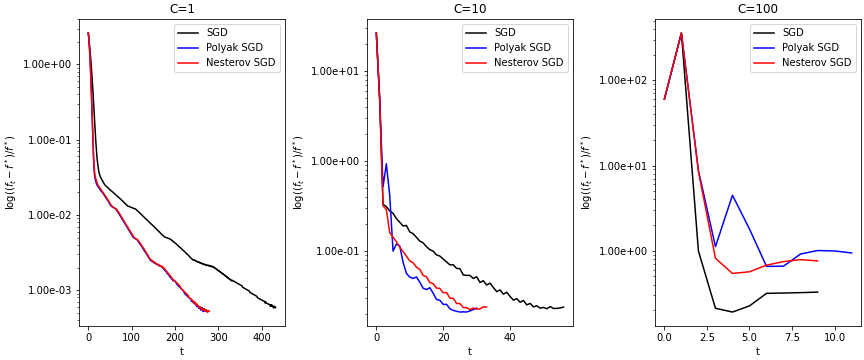 C=1
log((f_t − f*)/f*)
1.00e+00
1.00e-01
1.00e-02
1.00e-03
SGD
Polyak SGD
Nesterov SGD
0 100 200 300 400
t
C=10
log((f_t − f*)/f*)
1.00e+01
1.00e+00
1.00e-01
SGD
Polyak SGD
Nesterov SGD
0 20 40
t
C=100
log((f_t − f*)/f*)
1.00e+02
1.00e+01
1.00e+00
SGD
Polyak SGD
Nesterov SGD
0.0 2.5 5.0 7.5 10.0
t